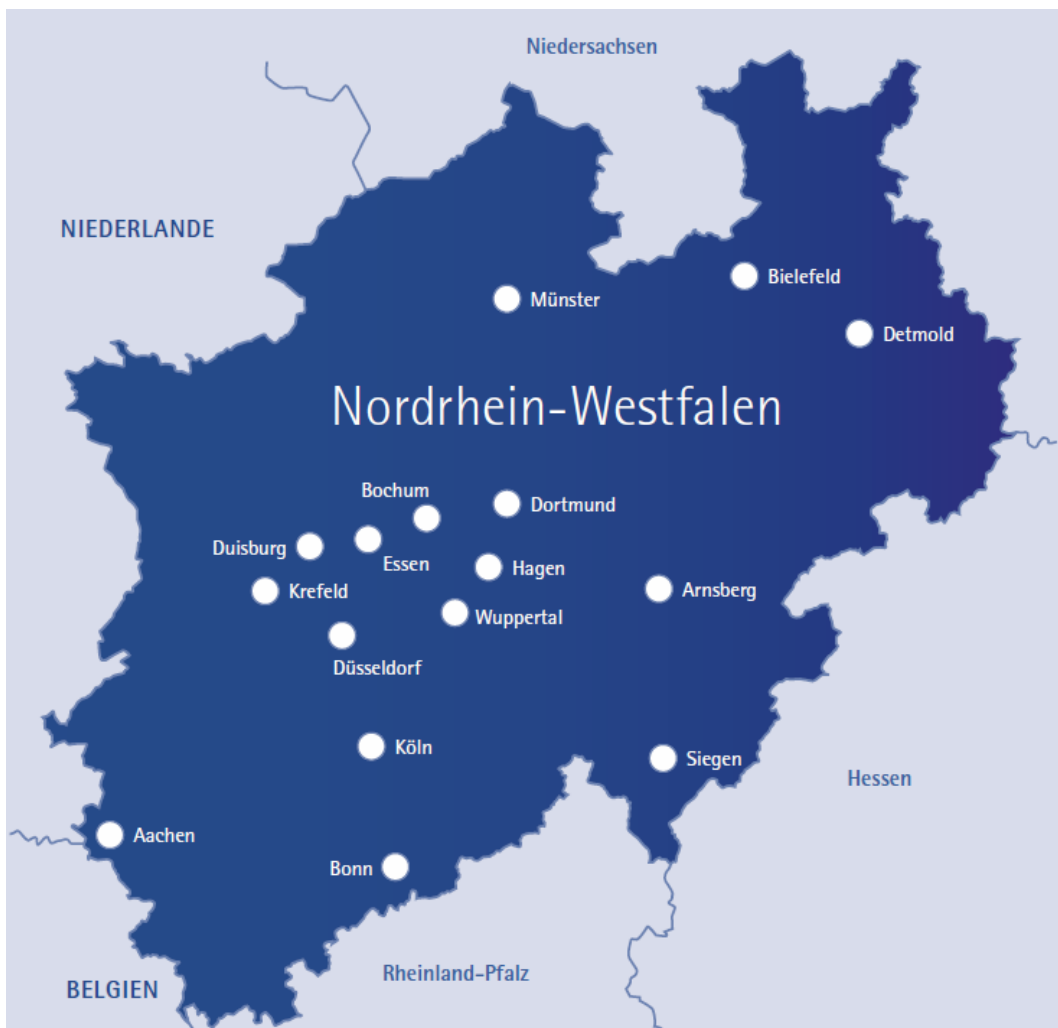 Niedersachsen
NIEDERLANDE
Bielefeld
Münster
Detmold
Nordrhein-Westfalen
Bochum
Dortmund
Duisburg
Essen
Hagen
Krefeld
Arnsberg
Wuppertal
Düsseldorf
Köln
Siegen
Hessen
Aachen
Bonn
Rheinland-Pfalz
BELGIEN